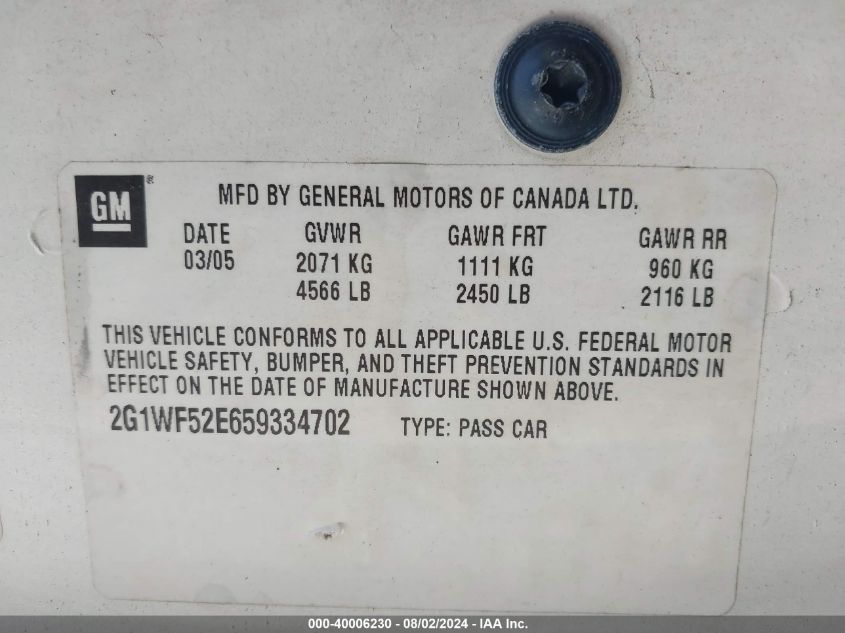 GM®
MFD BY GENERAL MOTORS OF CANADA LTD.
DATE GVWR GAWR FRT GAWR RR
03/05 2071 KG 1111 KG 960 KG
4566 LB 2450 LB 2116 LB
THIS VEHICLE CONFORMS TO ALL APPLICABLE U.S. FEDERAL MOTOR
VEHICLE SAFETY, BUMPER, AND THEFT PREVENTION STANDARDS IN
EFFECT ON THE DATE OF MANUFACTURE SHOWN ABOVE.
2G1WF52E659334702 TYPE: PASS CAR
000-40006230 - 08/02/2024 - IAA Inc.